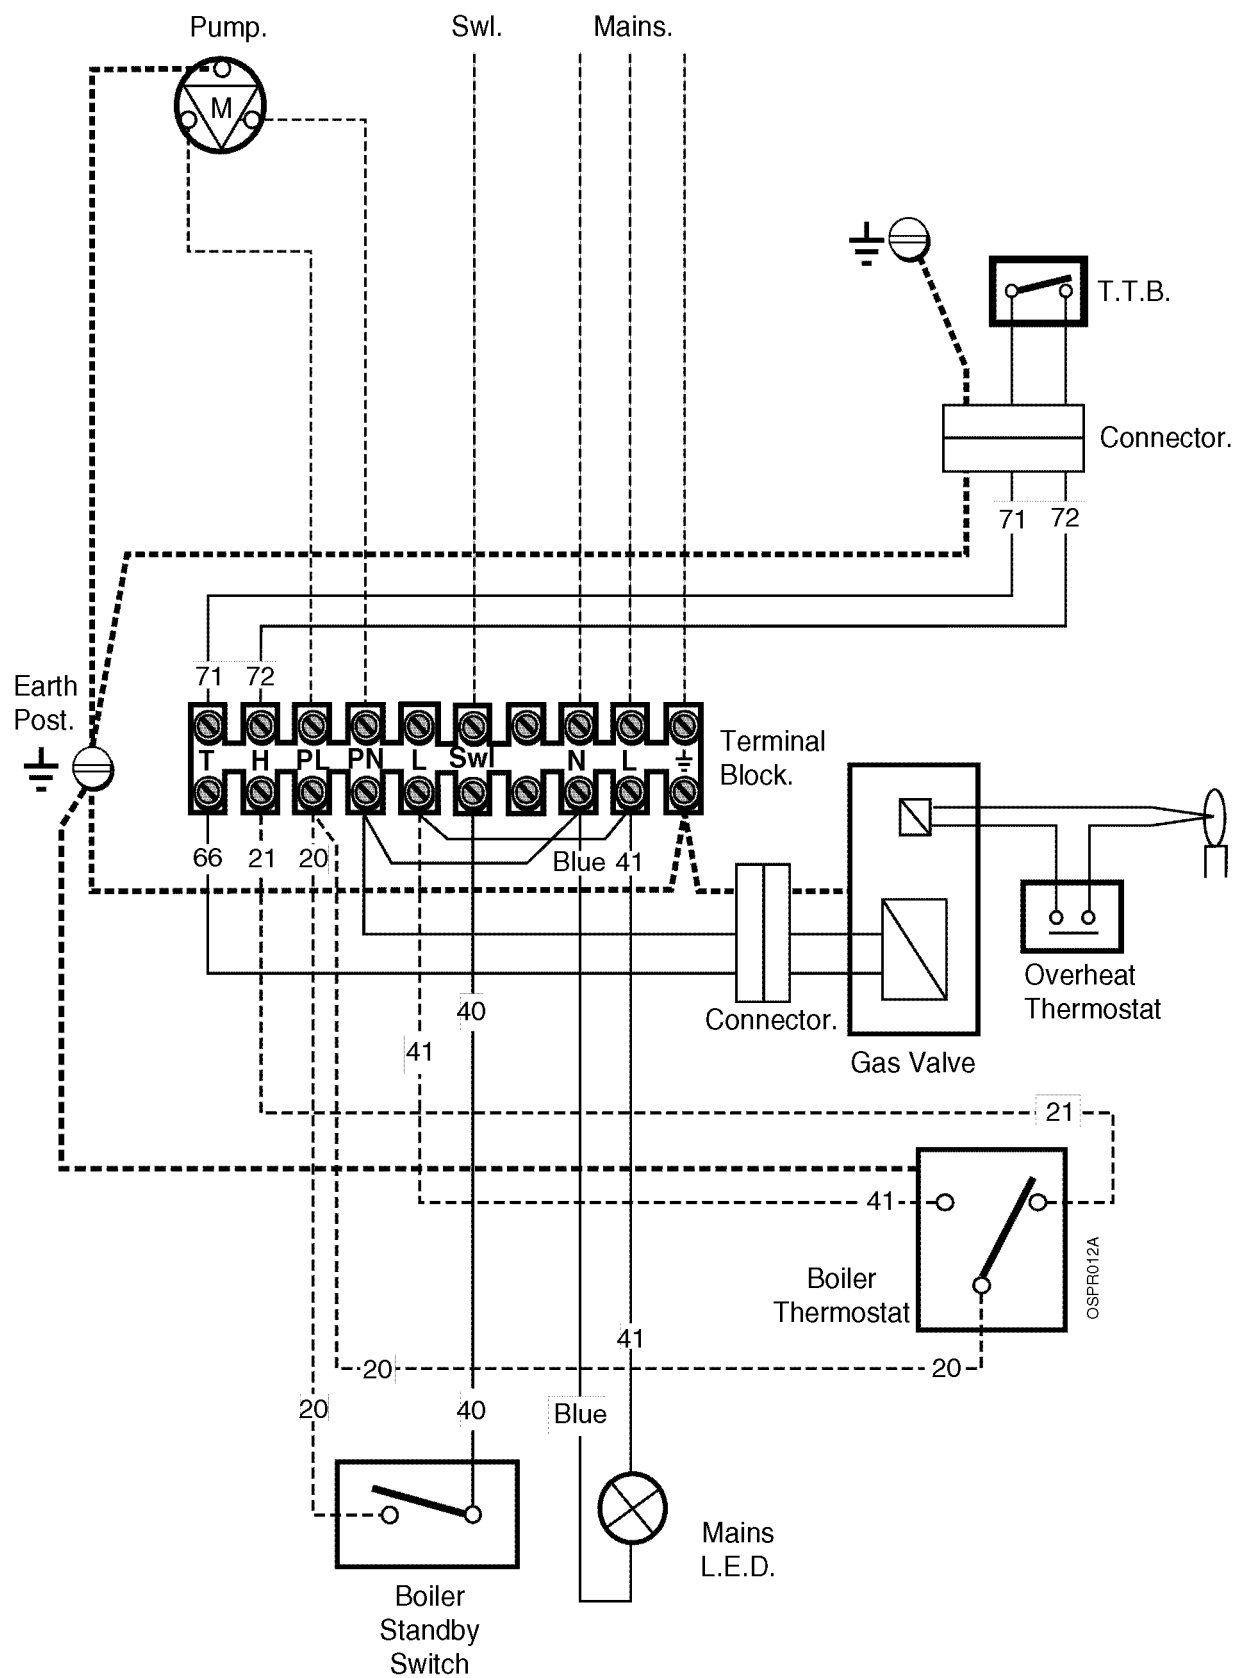 Pump.
Swl.
Mains.
M
T.T.B.
Connector.
71
72
71
72
Earth
Post.
T
H
PL
PN
L
Swl
N
L
Terminal
Block.
66
21
20
Blue
41
Overheat
Thermostat
40
Connector.
41
Gas Valve
21
41
OSPR012A
Boiler
Thermostat
41
20
20
20
40
Blue
Mains
L.E.D.
Boiler
Standby
Switch